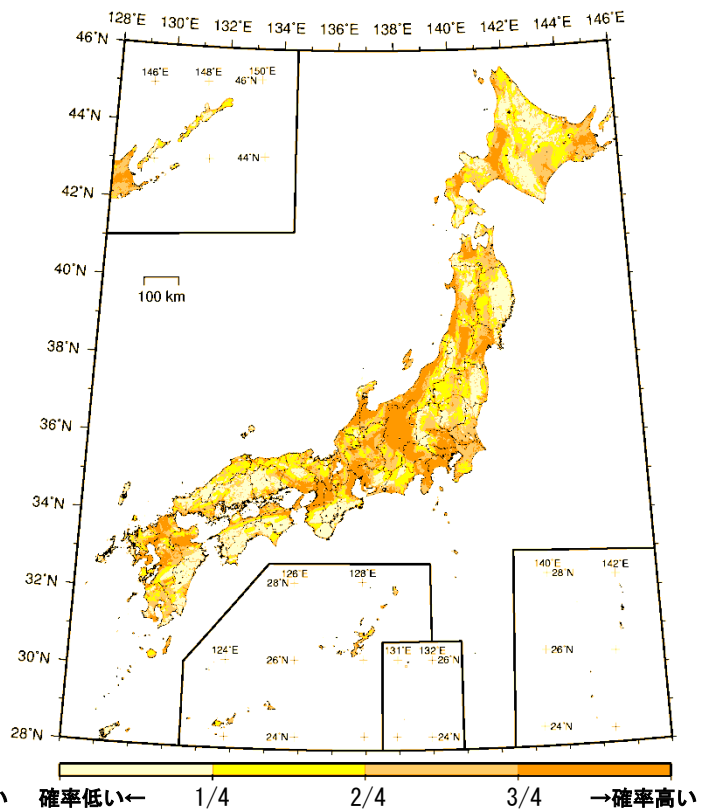 128°E 130°E 132°E 134°E 136°E 138°E 140°E 142°E 144°E 146°E
46°N
146°E 148°E 150°E
46°N
44°N
44°N
42°N
40°N
100 km
38°N
36°N
34°N
32°N
126°E 128°E
28°N
140°E 142°E
28°N
30°N
124°E
26°N
131°E 132°E
26°N
26°N
28°N
24°N
24°N
24°N
い 確率低い← 1/4 2/4 3/4 →確率高い